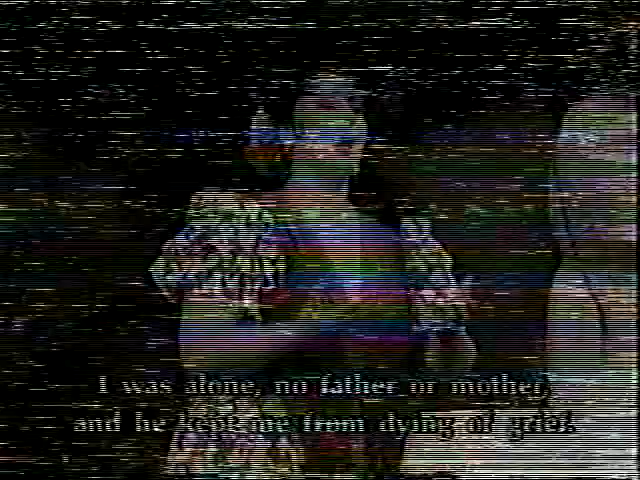 I was alone, no father or mother,
and he kept me from dying of grief.